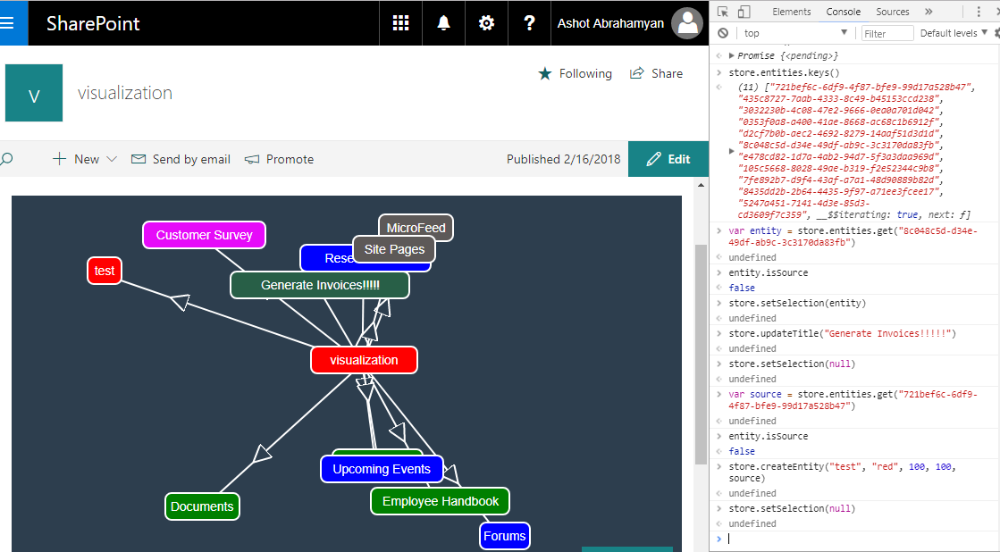 SharePoint
?
Ashot Abrahamyan
V
visualization
Following
Share
New
Send by email
Promote
Published 2/16/2018
Edit
MicroFeed
Customer Survey
Site Pages
Rese
test
Generate Invoices!!!!!
visualization
Upcoming Events
Employee Handbook
Documents
Forums
Elements Console Sources »
top Filter Default levels
Promise {<pending>}
store.entities.keys()
(11) ["721bef6c-6df9-4f87-bfe9-99d17a528b47",
"435c8727-7aab-4333-8c49-b45153ccd238",
"3032230b-4c08-47e2-9666-0ea0a701d042",
"0353f0a8-a400-41ae-8668-ac68c1b6912f",
"d2cf7b0b-aec2-4692-8279-14aaf51d3d1d",
"8c048c5d-d34e-49df-ab9c-3c3170da83fb",
"e478cd82-1d7a-4ab2-94d7-5f3a3daa969d",
"105c5668-8028-49ae-b319-f2e52344c9b8",
"7fe892b7-d9f4-43af-a7a1-48d90889b82d",
"8435dd2b-2b64-4435-9f97-a71ee3fcee17",
"5247a451-7141-4d3e-85d3-
cd3609f7c359", __$$iterating: true, next: ƒ]
var entity = store.entities.get("8c048c5d-d34e-
49df-ab9c-3c3170da83fb")
undefined
entity.isSource
false
store.setSelection(entity)
undefined
store.updateTitle("Generate Invoices!!!!!")
undefined
store.setSelection(null)
undefined
var source = store.entities.get("721bef6c-6df9-
4f87-bfe9-99d17a528b47")
undefined
entity.isSource
false
store.createEntity("test", "red", 100, 100,
source)
undefined
store.setSelection(null)
undefined